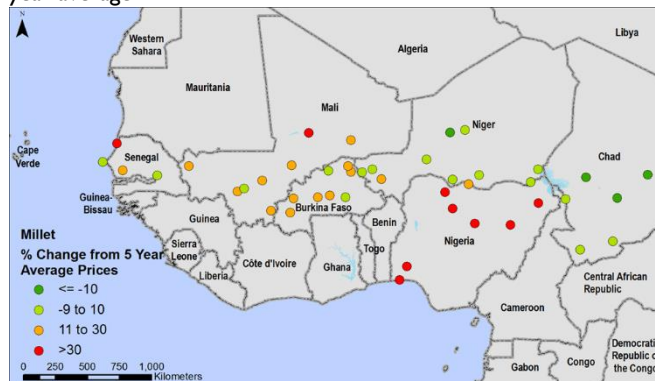 year average
N
Western
Sahara
Algeria
Libya
Mauritania
Mali
Niger
Cape
Verde
Senegal
Chad
Guinea-
Bissau
Burkina Faso
Guinea
Benin
Nigeria
Togo
Sierra
Leone
Côte d'Ivoire
Ghana
Liberia
Central African
Republic
Cameroon
Democratic
Republic of
the Congo
Gabon
Congo
Millet
% Change from 5 Year
Average Prices
<= -10
-9 to 10
11 to 30
>30
0 250 500 750 1,000
Kilometers